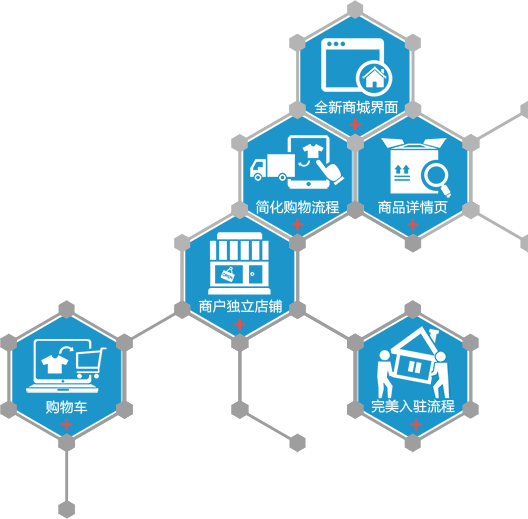 全新商城界面
简化购物流程
商品详情页
商户独立店铺
购物车
完美入驻流程